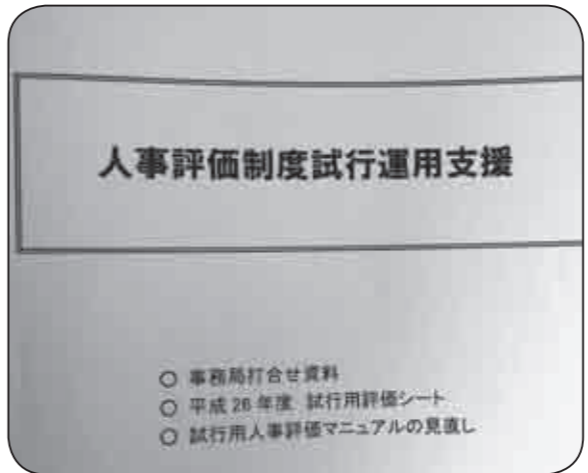 人事評価制度試行運用支援
○ 事務局打合せ資料
○ 平成26年度 試行用評価シート
○ 試行用人事評価マニュアルの見直し